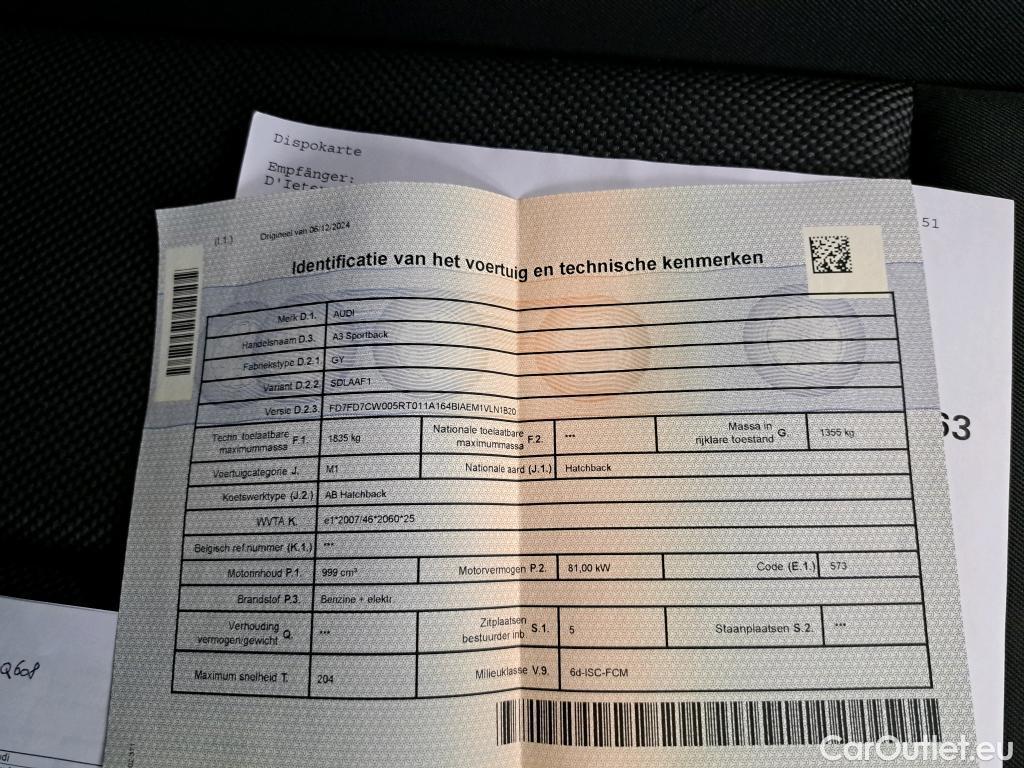 Dispokarte
Empfänger:
D'Iete
51
63
(I.1.) Origineel van 06/12/2024
Identificatie van het voertuig en technische kenmerken
Merk D.1. AUDI
Handelsnaam D.3. A3 Sportback
Fabriekstype D.2.1. GY
Variant D.2.2. SDLAAF1
Versie D.2.3. FD7FD7CW005RT011A164BIAEM1VLN1B20
Techn. toelaatbare maximummassa F.1. 1835 kg Nationale toelaatbare maximummassa F.2. *** Massa in rijklare toestand G. 1355 kg
Voertuigcategorie J. M1 Nationale aard (J.1.) Hatchback
Koetswerktype (J.2.) AB Hatchback
WVTA K. e1*2007/46*2060*25
Belgisch ref.nummer (K.1.) ***
Motorinhoud P.1. 999 cm³ Motorvermogen P.2. 81,00 kW Code (E.1.) 573
Brandstof P.3. Benzine + elektr.
Verhouding vermogen/gewicht Q. *** Zitplaatsen bestuurder inb. S.1. 5 Staanplaatsen S.2. ***
Maximum snelheid T. 204 Milieuklasse V.9. 6d-ISC-FCM
Q608
CarOutlet.eu